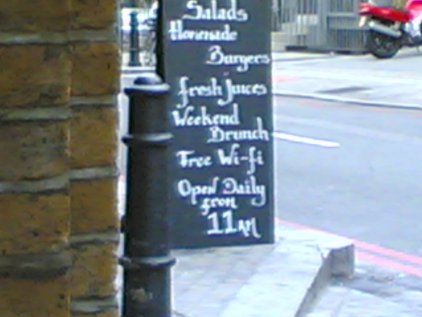 Salads
Homemade
Burgers
fresh juices
Weekend
Brunch
Free Wi-fi
Open Daily
from
11AM